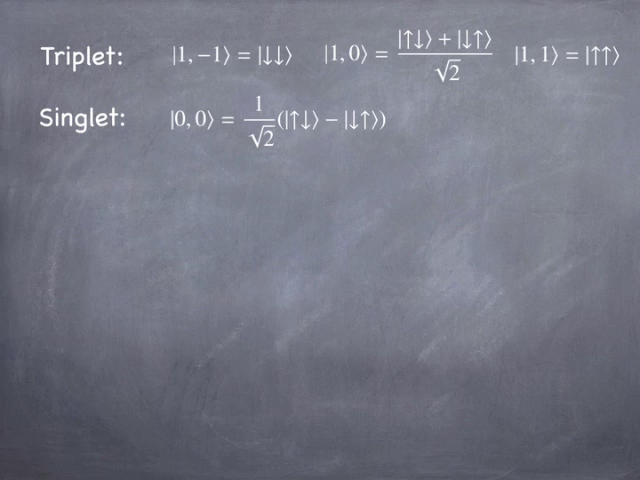 Triplet: |1, −1⟩ = |↓↓⟩ |1, 0⟩ = (|↑↓⟩ + |↓↑⟩)/√2 |1, 1⟩ = |↑↑⟩
Singlet: |0, 0⟩ = 1/√2 (|↑↓⟩ − |↓↑⟩)